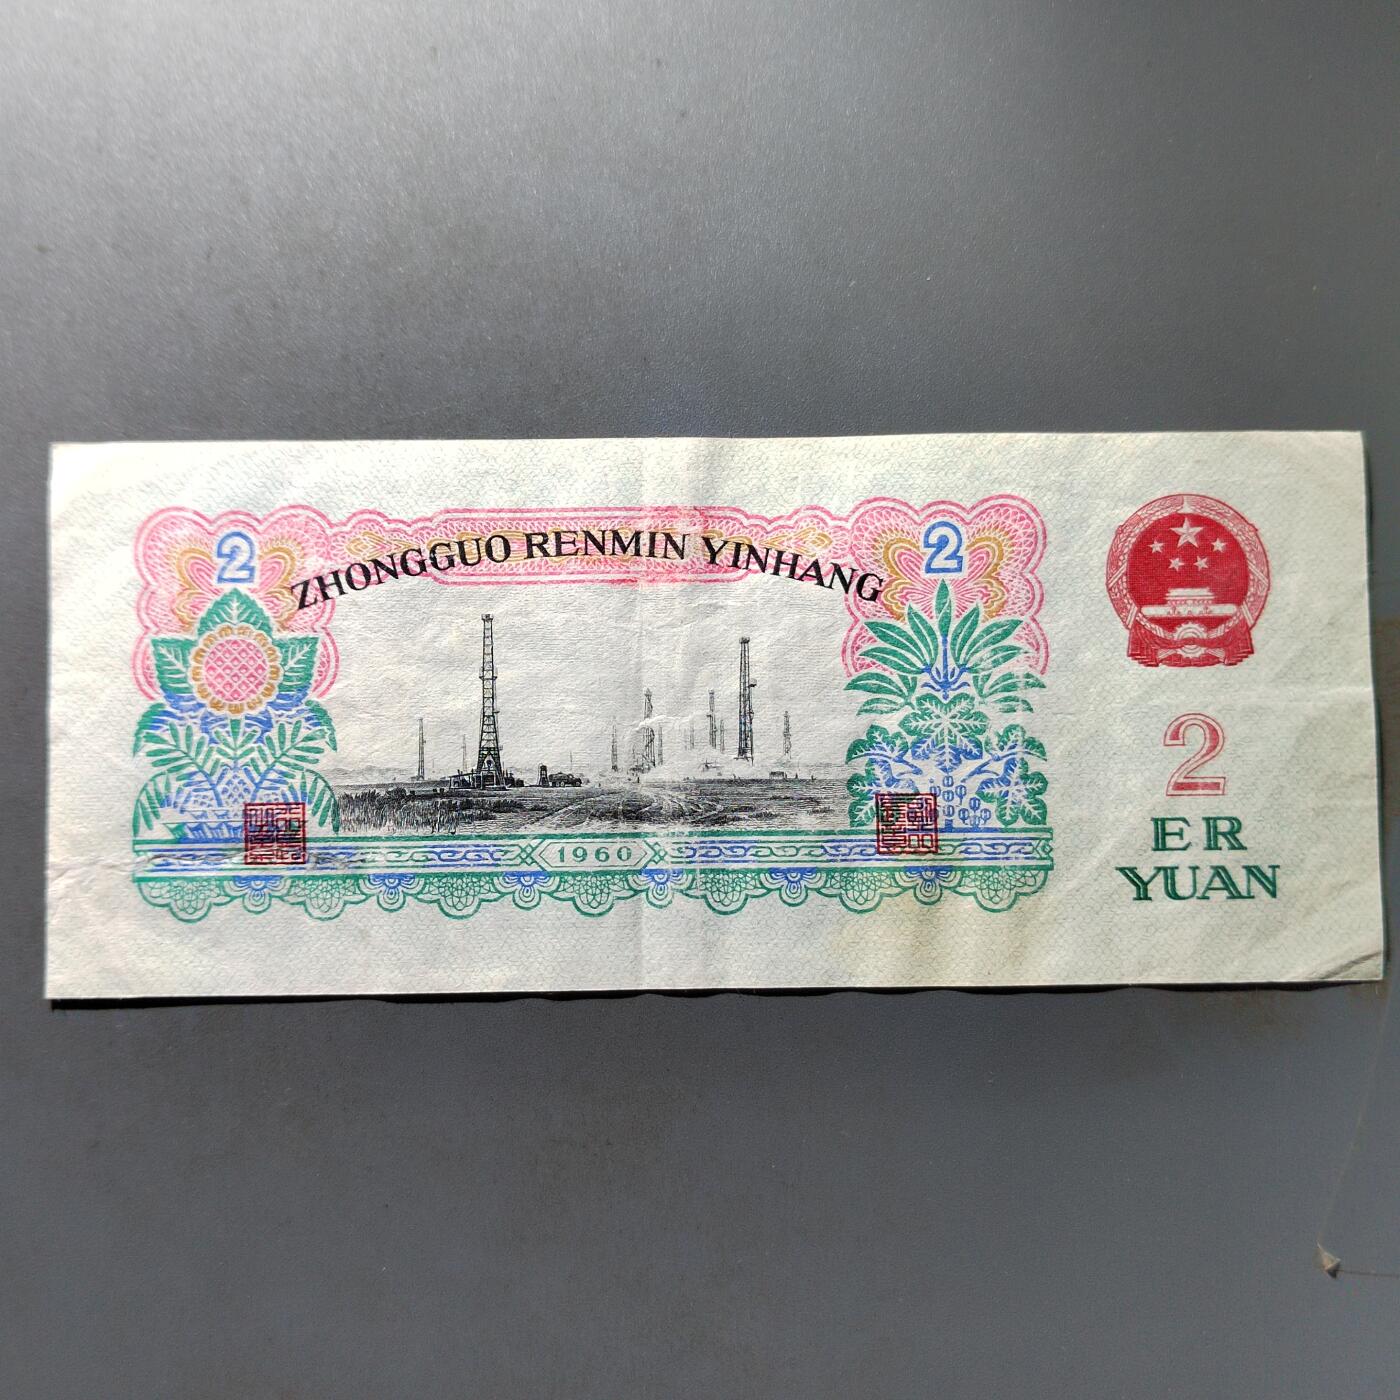 2
2
ZHONGGUO RENMIN YINHANG
2
ER
YUAN
1960